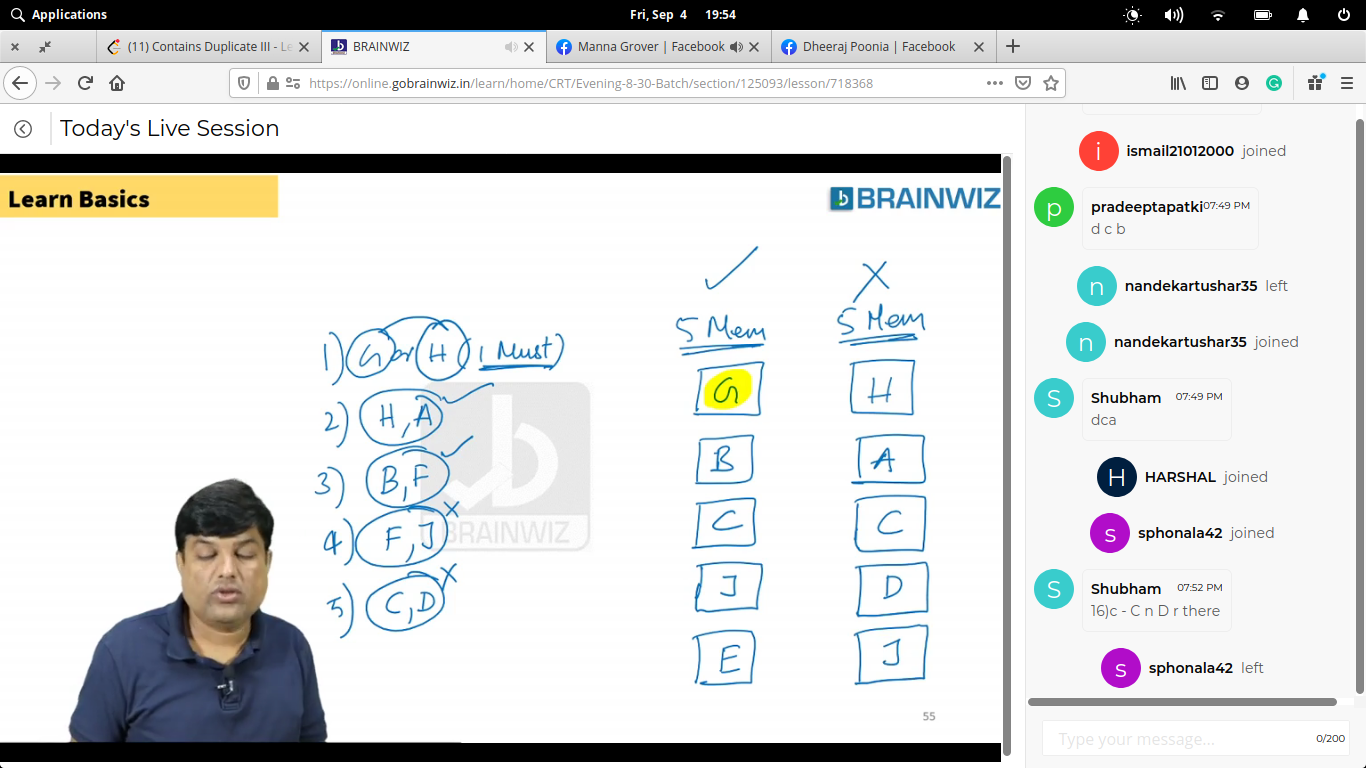 Applications
Fri, Sep 4 19:54
(11) Contains Duplicate III - Le
BRAINWIZ
Manna Grover | Facebook
Dheeraj Poonia | Facebook
https://online.gobrainwiz.in/learn/home/CRT/Evening-8-30-Batch/section/125093/lesson/718368
Today's Live Session
Learn Basics
BRAINWIZ
1) G or H (1 Must)
2) H, A
3) B, F
4) F, J x
5) C, D x
BRAINWIZ
5 Mem
G
B
C
J
E
X
5 Mem
H
A
C
D
J
55
i
ismail21012000 joined
p
pradeeptapatki 07:49 PM
d c b
n
nandekartushar35 left
n
nandekartushar35 joined
S
Shubham 07:49 PM
dca
H
HARSHAL joined
s
sphonala42 joined
S
Shubham 07:52 PM
16)c - C n D r there
s
sphonala42 left
Type your message...
0/200